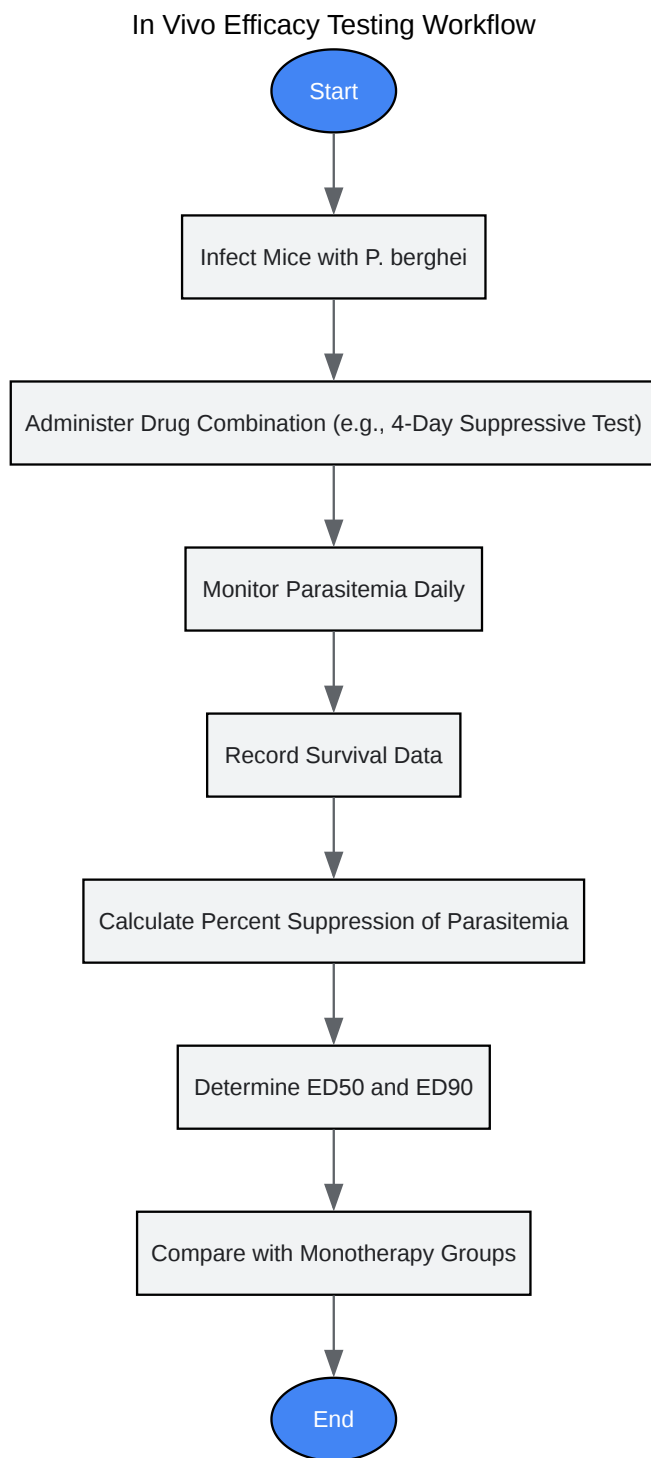 In Vivo Efficacy Testing Workflow
Start
Infect Mice with P. berghei
Administer Drug Combination (e.g., 4-Day Suppressive Test)
Monitor Parasitemia Daily
Record Survival Data
Calculate Percent Suppression of Parasitemia
Determine ED50 and ED90
Compare with Monotherapy Groups
End